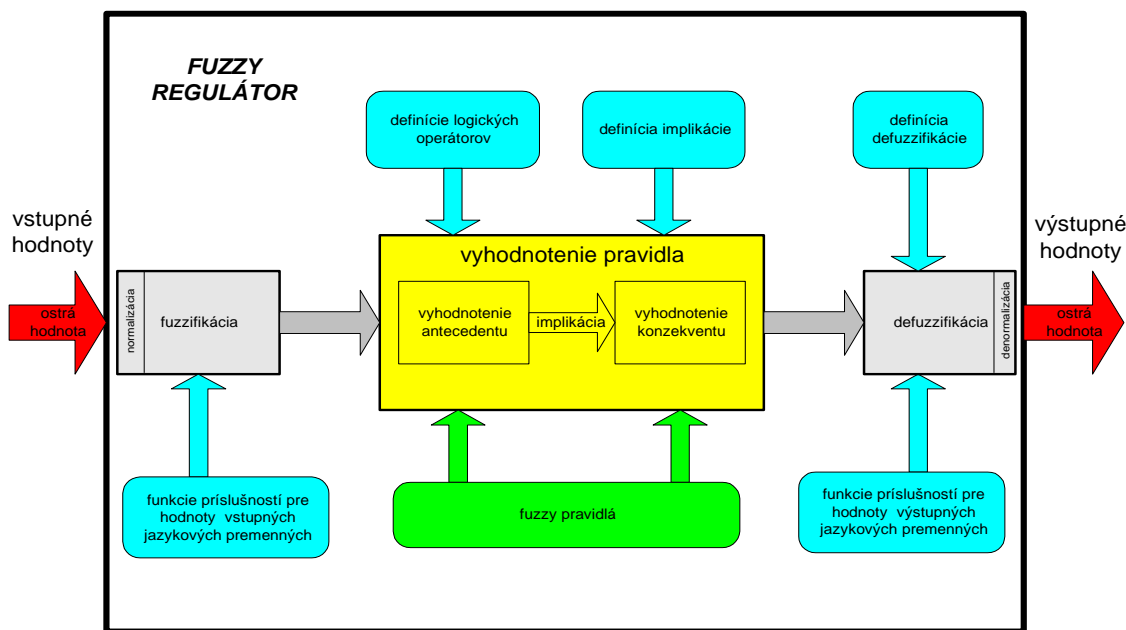 FUZZY
REGULÁTOR
definície logických
operátorov
definícia implikácie
definícia
defuzzifikácie
vstupné
hodnoty
ostrá
hodnota
normalizácia
fuzzifikácia
vyhodnotenie pravidla
vyhodnotenie
antecedentu
implikácia
vyhodnotenie
konzekventu
defuzzifikácia
denormalizácia
výstupné
hodnoty
ostrá
hodnota
funkcie príslušností pre
hodnoty vstupných
jazykových premenných
fuzzy pravidlá
funkcie príslušností pre
hodnoty výstupných
jazykových premenných